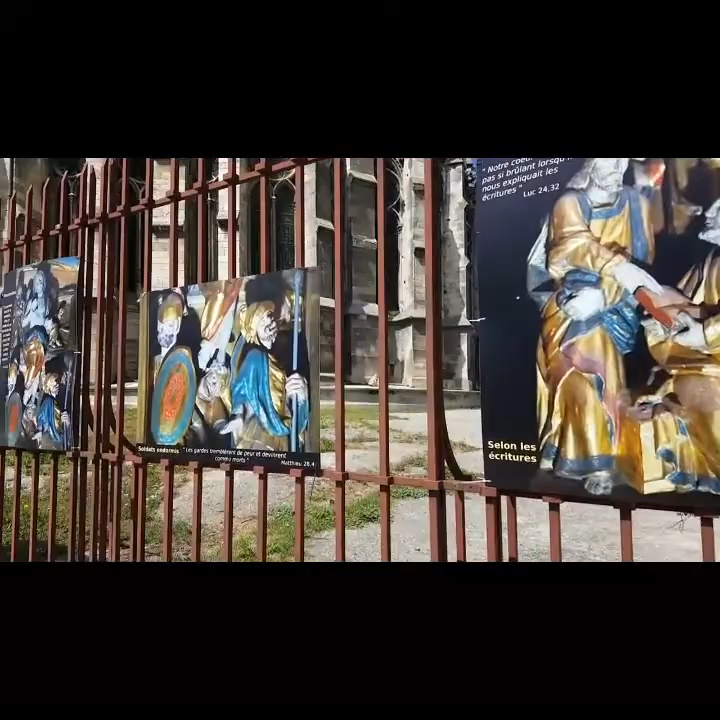 Soldats endormis " Les gardes tremblèrent de peur et devinrent
comme morts "
Matthieu 28.4
" Notre coeur
pas si brûlant lorsqu'
nous expliquait les
écritures "
Luc 24.32
Selon les
écritures